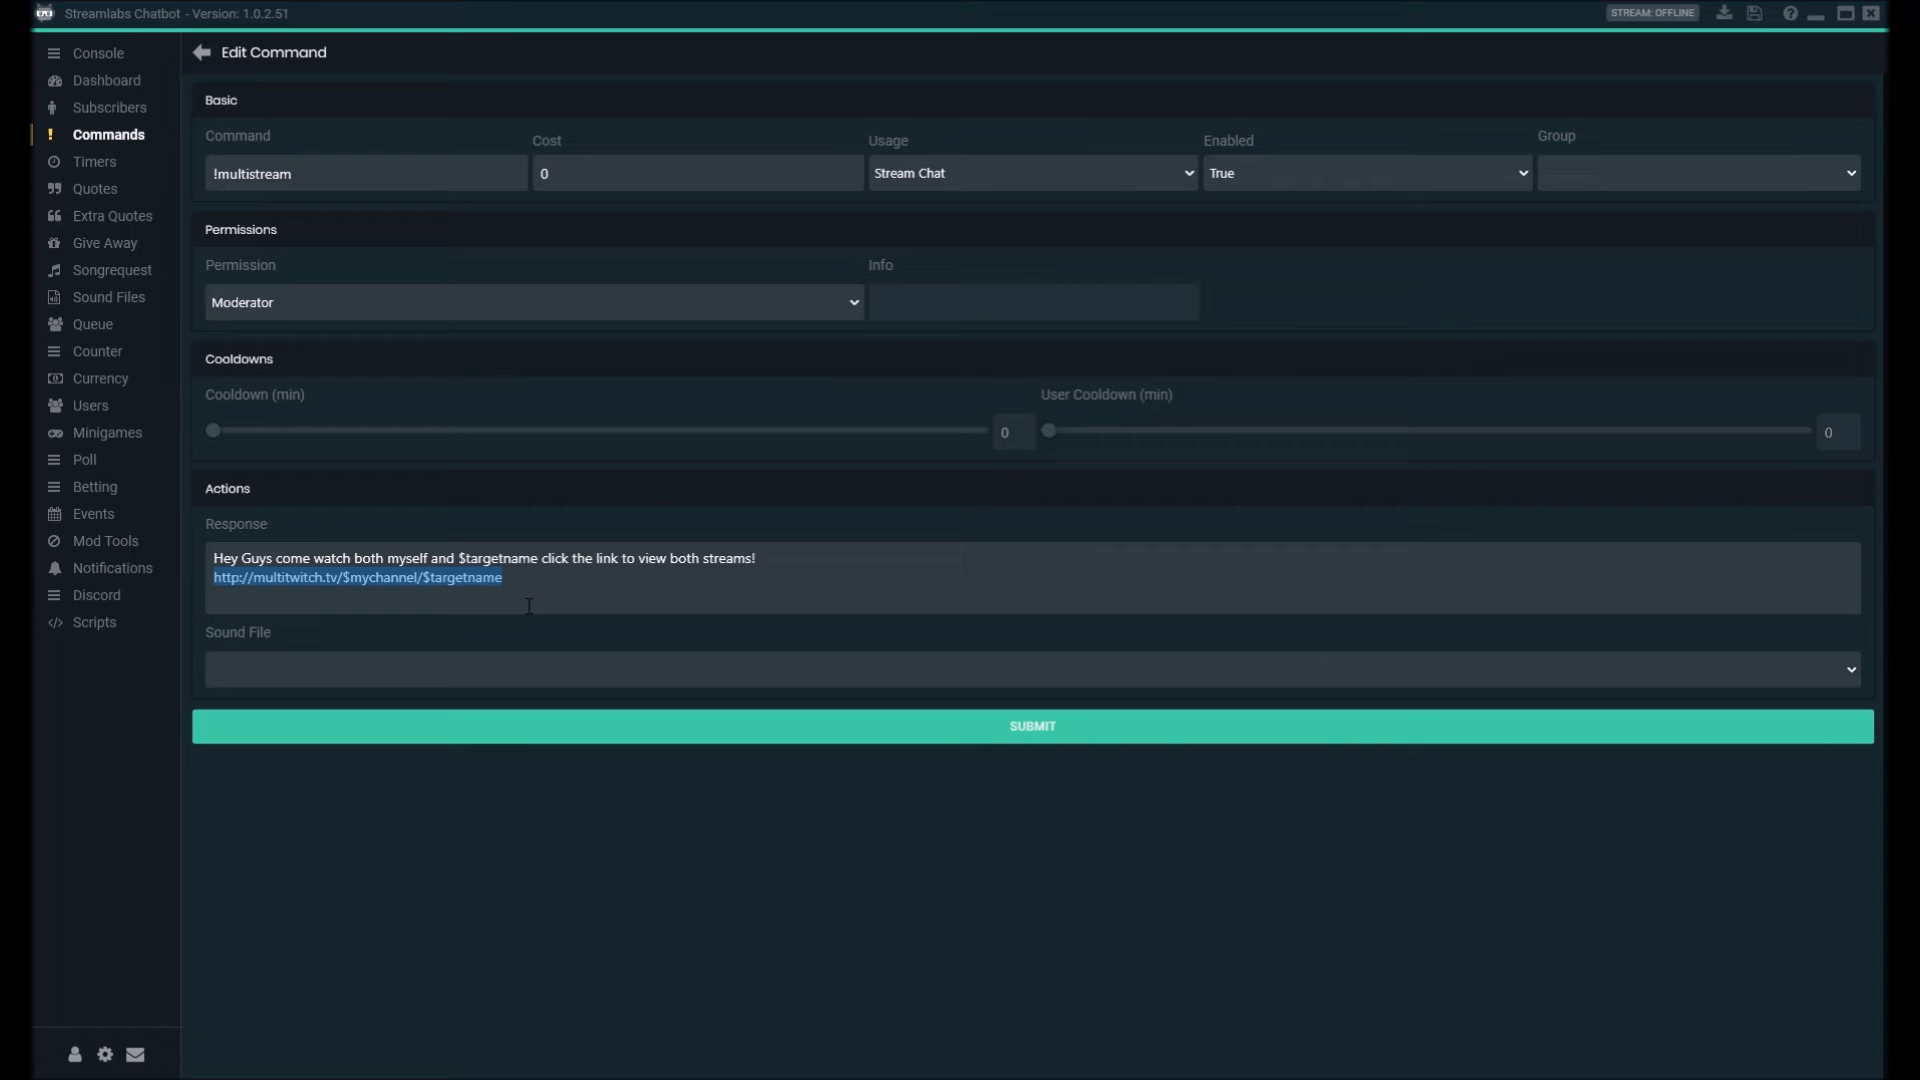 Streamlabs Chatbot - Version: 1.0.2.51
STREAM: OFFLINE
Console
Dashboard
Subscribers
Commands
Timers
Quotes
Extra Quotes
Give Away
Songrequest
Sound Files
Queue
Counter
Currency
Users
Minigames
Poll
Betting
Events
Mod Tools
Notifications
Discord
Scripts
Edit Command
Basic
Command Cost Usage Enabled Group
!multistream 0 Stream Chat True
Permissions
Permission Info
Moderator
Cooldowns
Cooldown (min) User Cooldown (min)
0 0
Actions
Response
Hey Guys come watch both myself and $targetname click the link to view both streams!
http://multitwitch.tv/$mychannel/$targetname
Sound File
SUBMIT